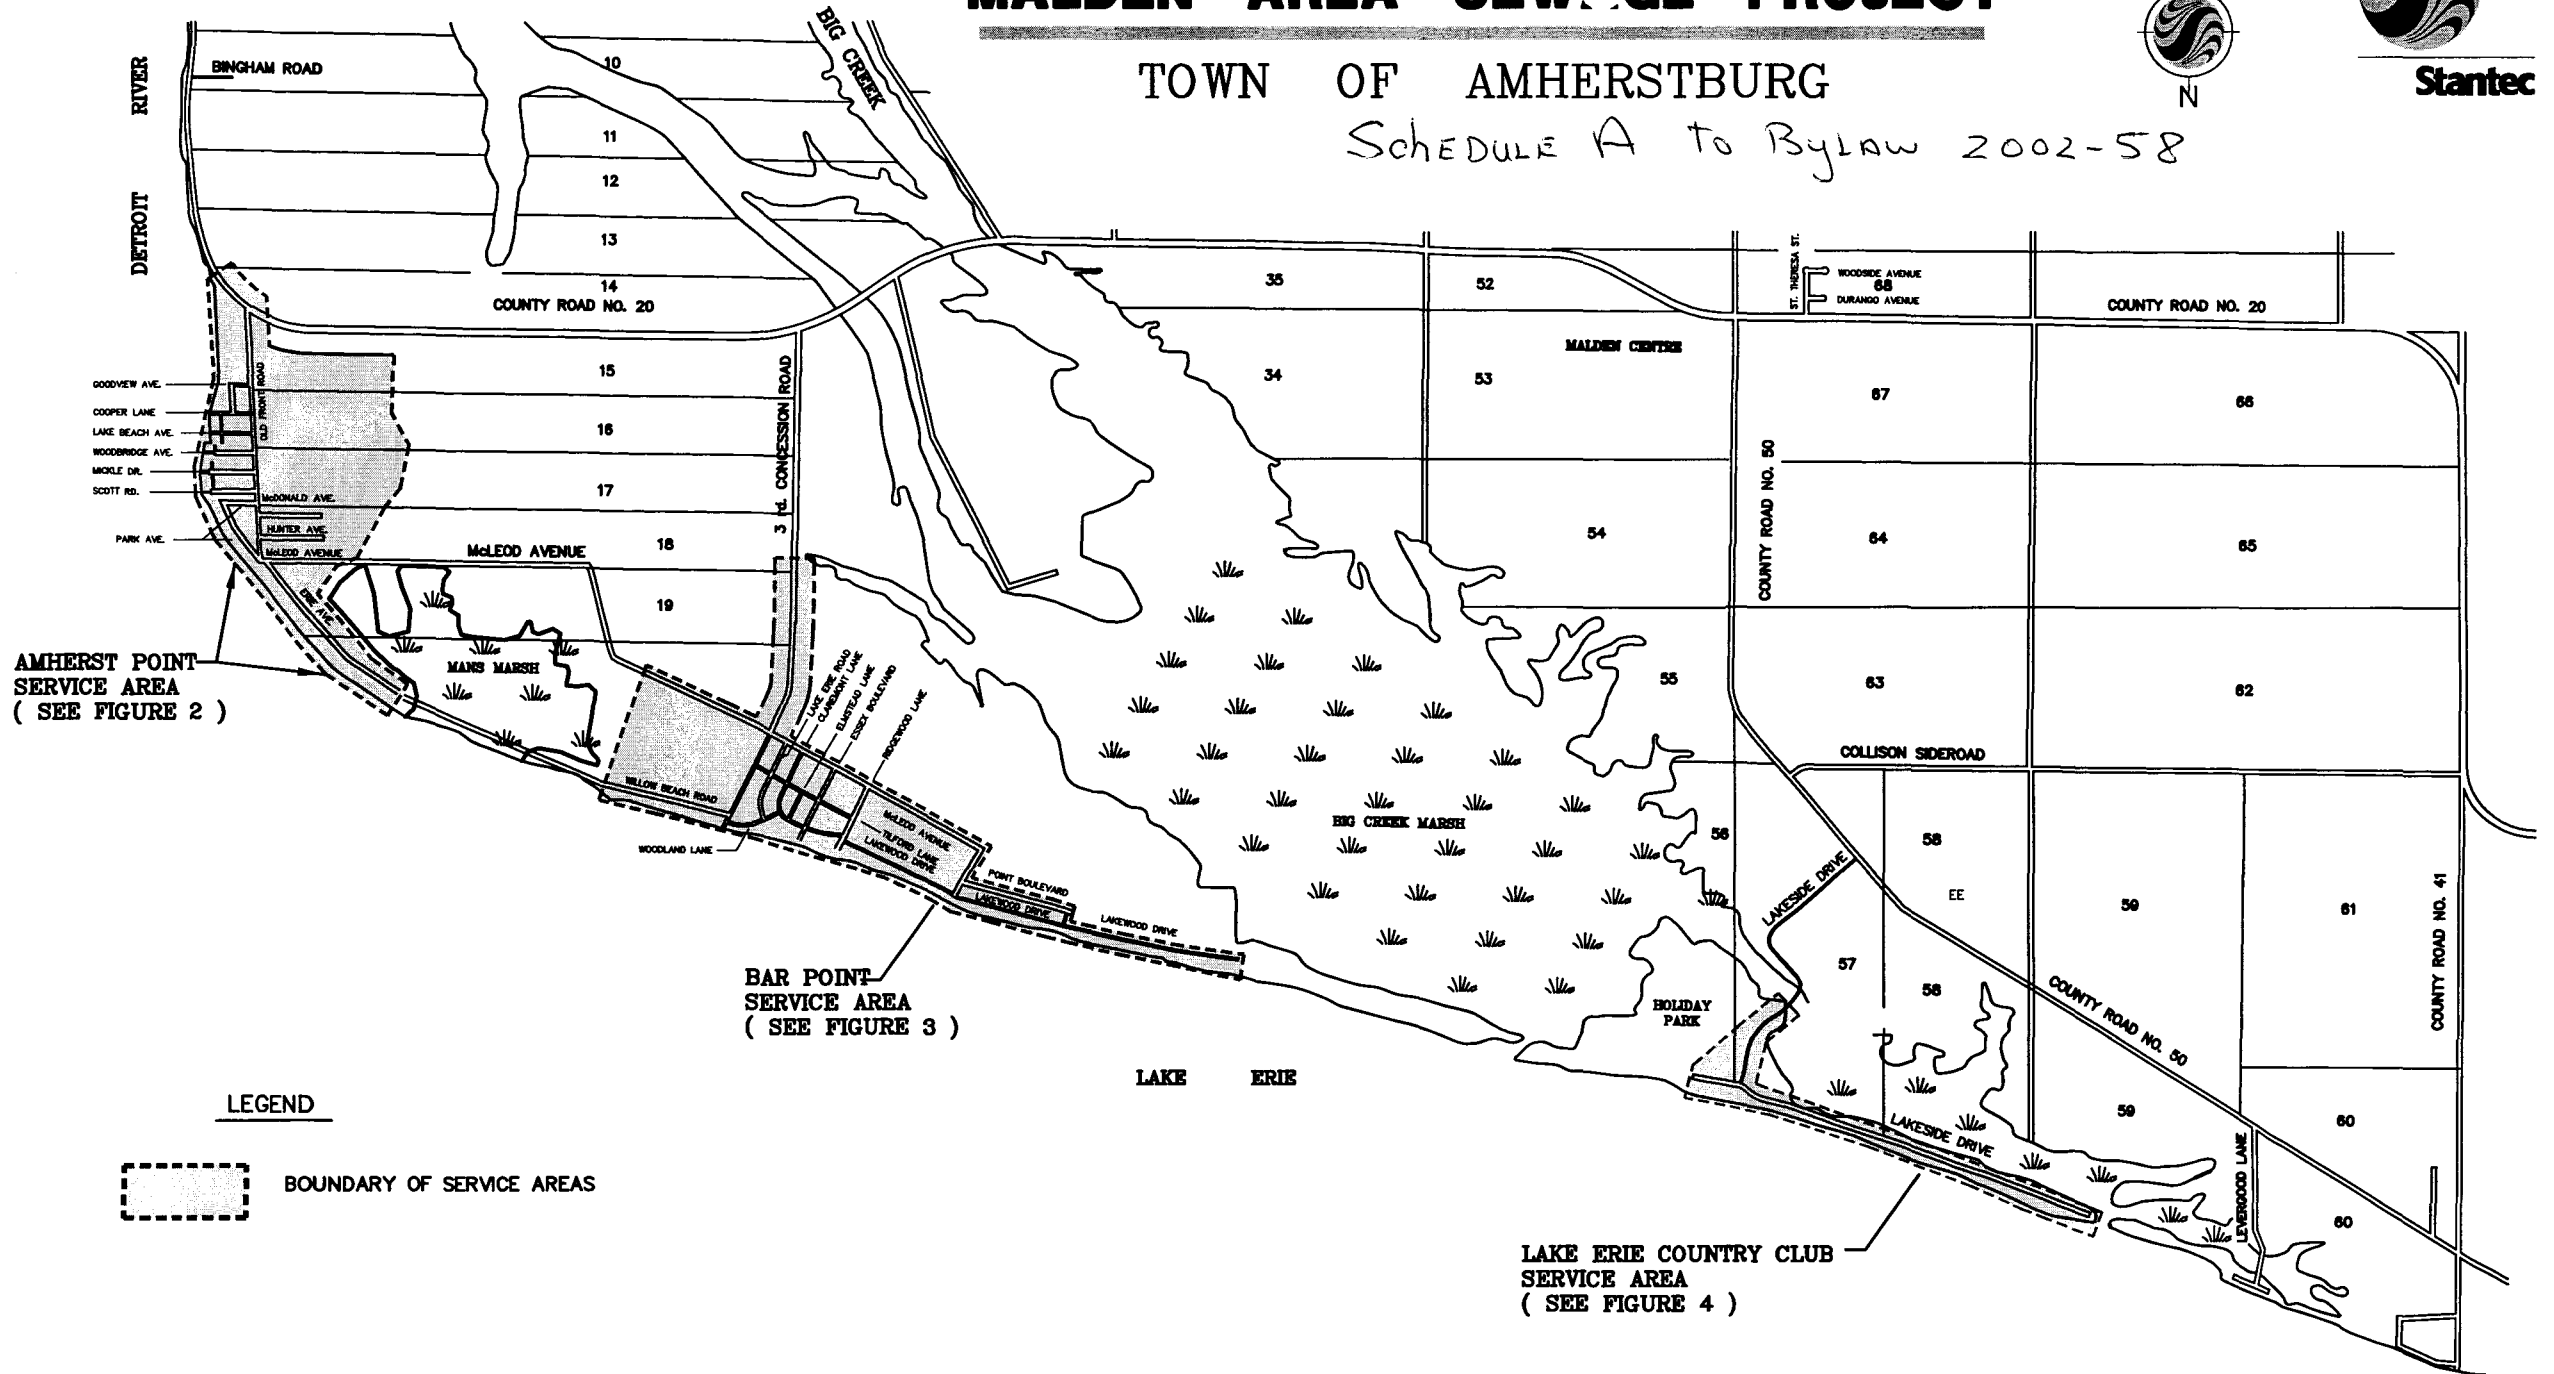 MALDEN AREA SEWAGE PROJECT
TOWN OF AMHERSTBURG
SCHEDULE A TO BYLAW 2002-58
N
Stantec
DETROIT RIVER
BINGHAM ROAD
BIG CREEK
10
11
12
13
14
COUNTY ROAD NO. 20
15
16
17
18
19
3 rd. CONCESSION ROAD
OLD FRONT ROAD
GOODVIEW AVE.
COOPER LANE
LAKE BEACH AVE.
WOODBRIDGE AVE.
MICKLE DR.
SCOTT RD.
PARK AVE.
McDONALD AVE.
HUNTER AVE.
McLEOD AVENUE
McLEOD AVENUE
ERIE AVE.
MANS MARSH
AMHERST POINT
SERVICE AREA
( SEE FIGURE 2 )
LAKE ERIE ROAD
CLAREMONT LANE
ELMSTEAD LANE
ESSEX BOULEVARD
RIDGEWOOD LANE
WILLOW BEACH ROAD
WOODLAND LANE
McLEOD AVENUE
TILFORD LANE
LAKEWOOD DRIVE
POINT BOULEVARD
LAKEWOOD DRIVE
LAKEWOOD DRIVE
BAR POINT
SERVICE AREA
( SEE FIGURE 3 )
LAKE ERIE
35
52
34
53
MALDEN CENTRE
ST. THERESA ST.
WOODSIDE AVENUE
68
DURANGO AVENUE
COUNTY ROAD NO. 20
67
66
54
COUNTY ROAD NO. 50
64
65
55
63
62
COLLISON SIDEROAD
BIG CREEK MARSH
56
58
EE
LAKESIDE DRIVE
59
61
COUNTY ROAD NO. 41
57
58
COUNTY ROAD NO. 50
HOLIDAY
PARK
59
60
LAKESIDE DRIVE
LEVERGOOD LANE
60
LAKE ERIE COUNTRY CLUB
SERVICE AREA
( SEE FIGURE 4 )
LEGEND
BOUNDARY OF SERVICE AREAS